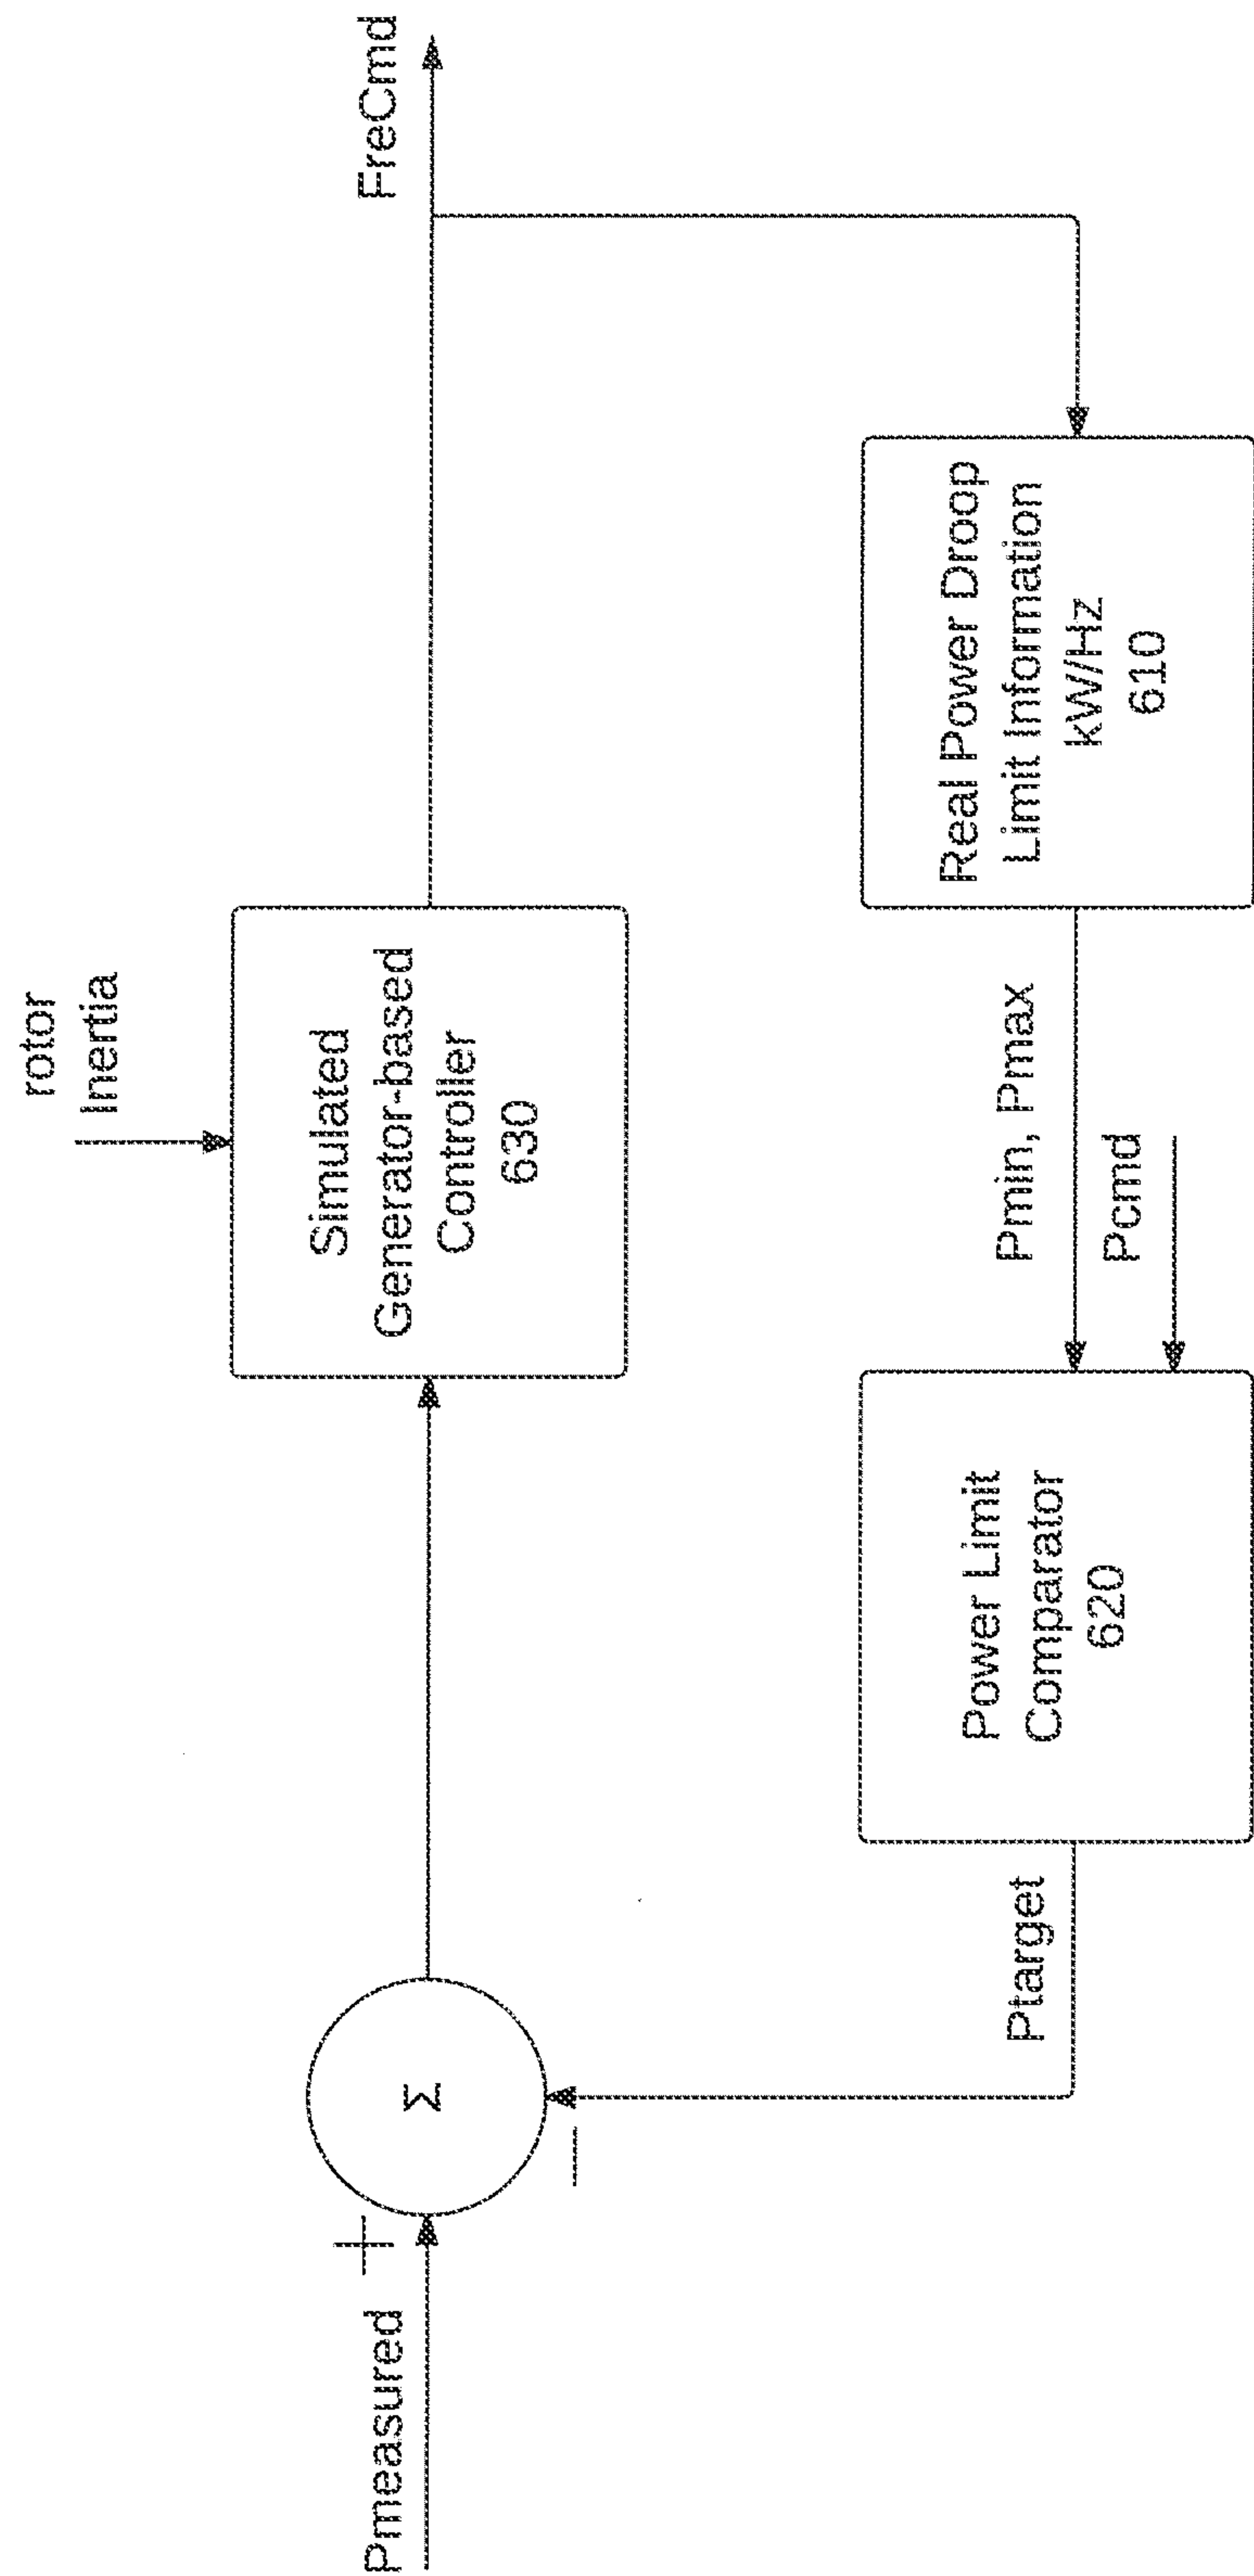 rotor
Inertia
FreCmd
Simulated
Generator-based
Controller
630
Pmeasured
+
Σ
—
Ptarget
Power Limit
Comparator
620
Pmin, Pmax
Pcmd
Real Power Droop
Limit Information
kW/Hz
610